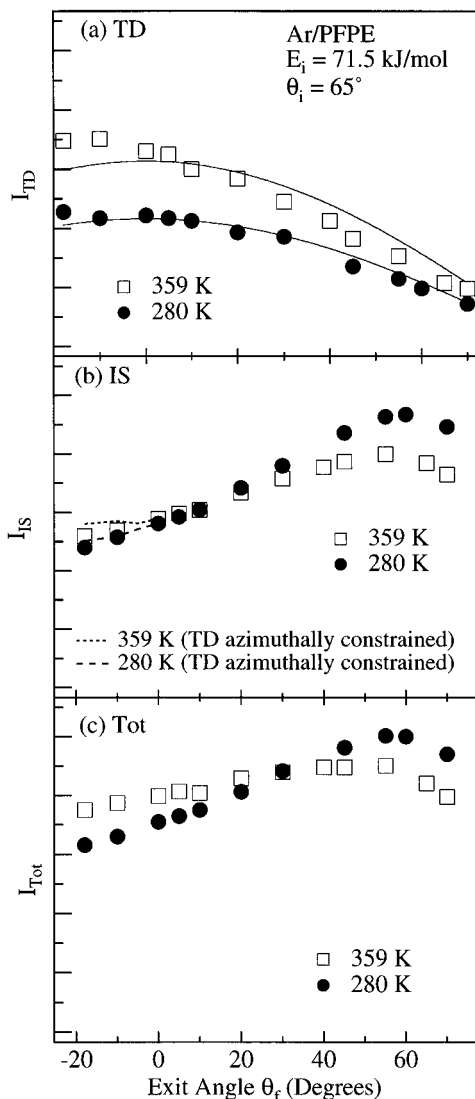 (a) TD
Ar/PFPE
E_i = 71.5 kJ/mol
θ_i = 65°
I_TD
359 K
280 K
(b) IS
I_IS
359 K
280 K
359 K (TD azimuthally constrained)
280 K (TD azimuthally constrained)
(c) Tot
I_Tot
359 K
280 K
-20 0 20 40 60
Exit Angle θ_f (Degrees)